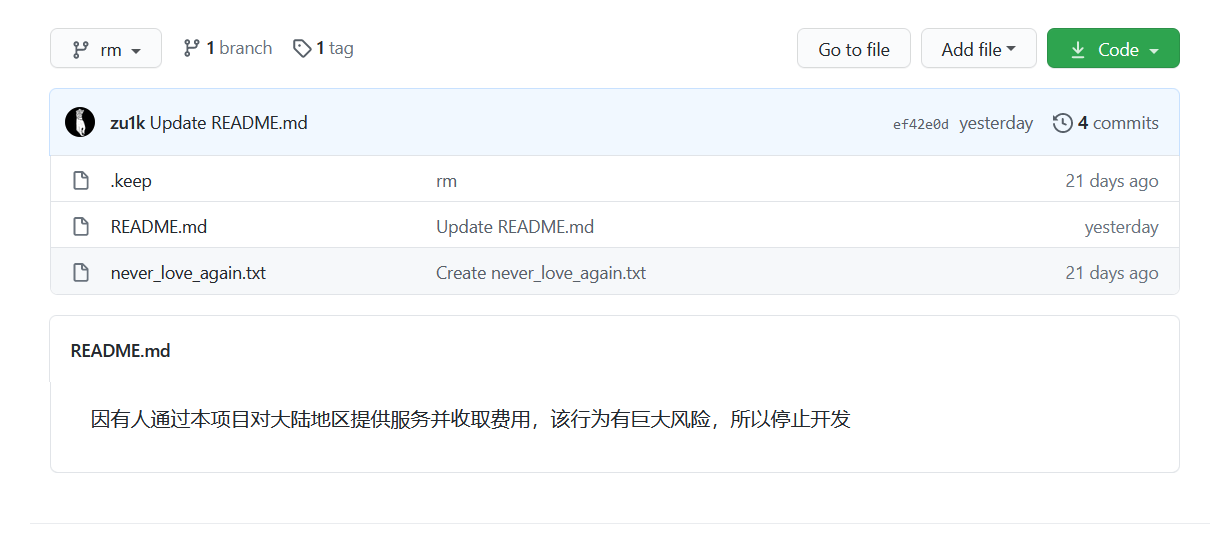 rm 1 branch 1 tag Go to file Add file Code
zu1k Update README.md ef42e0d yesterday 4 commits
.keep rm 21 days ago
README.md Update README.md yesterday
never_love_again.txt Create never_love_again.txt 21 days ago
README.md
因有人通过本项目对大陆地区提供服务并收取费用，该行为有巨大风险，所以停止开发